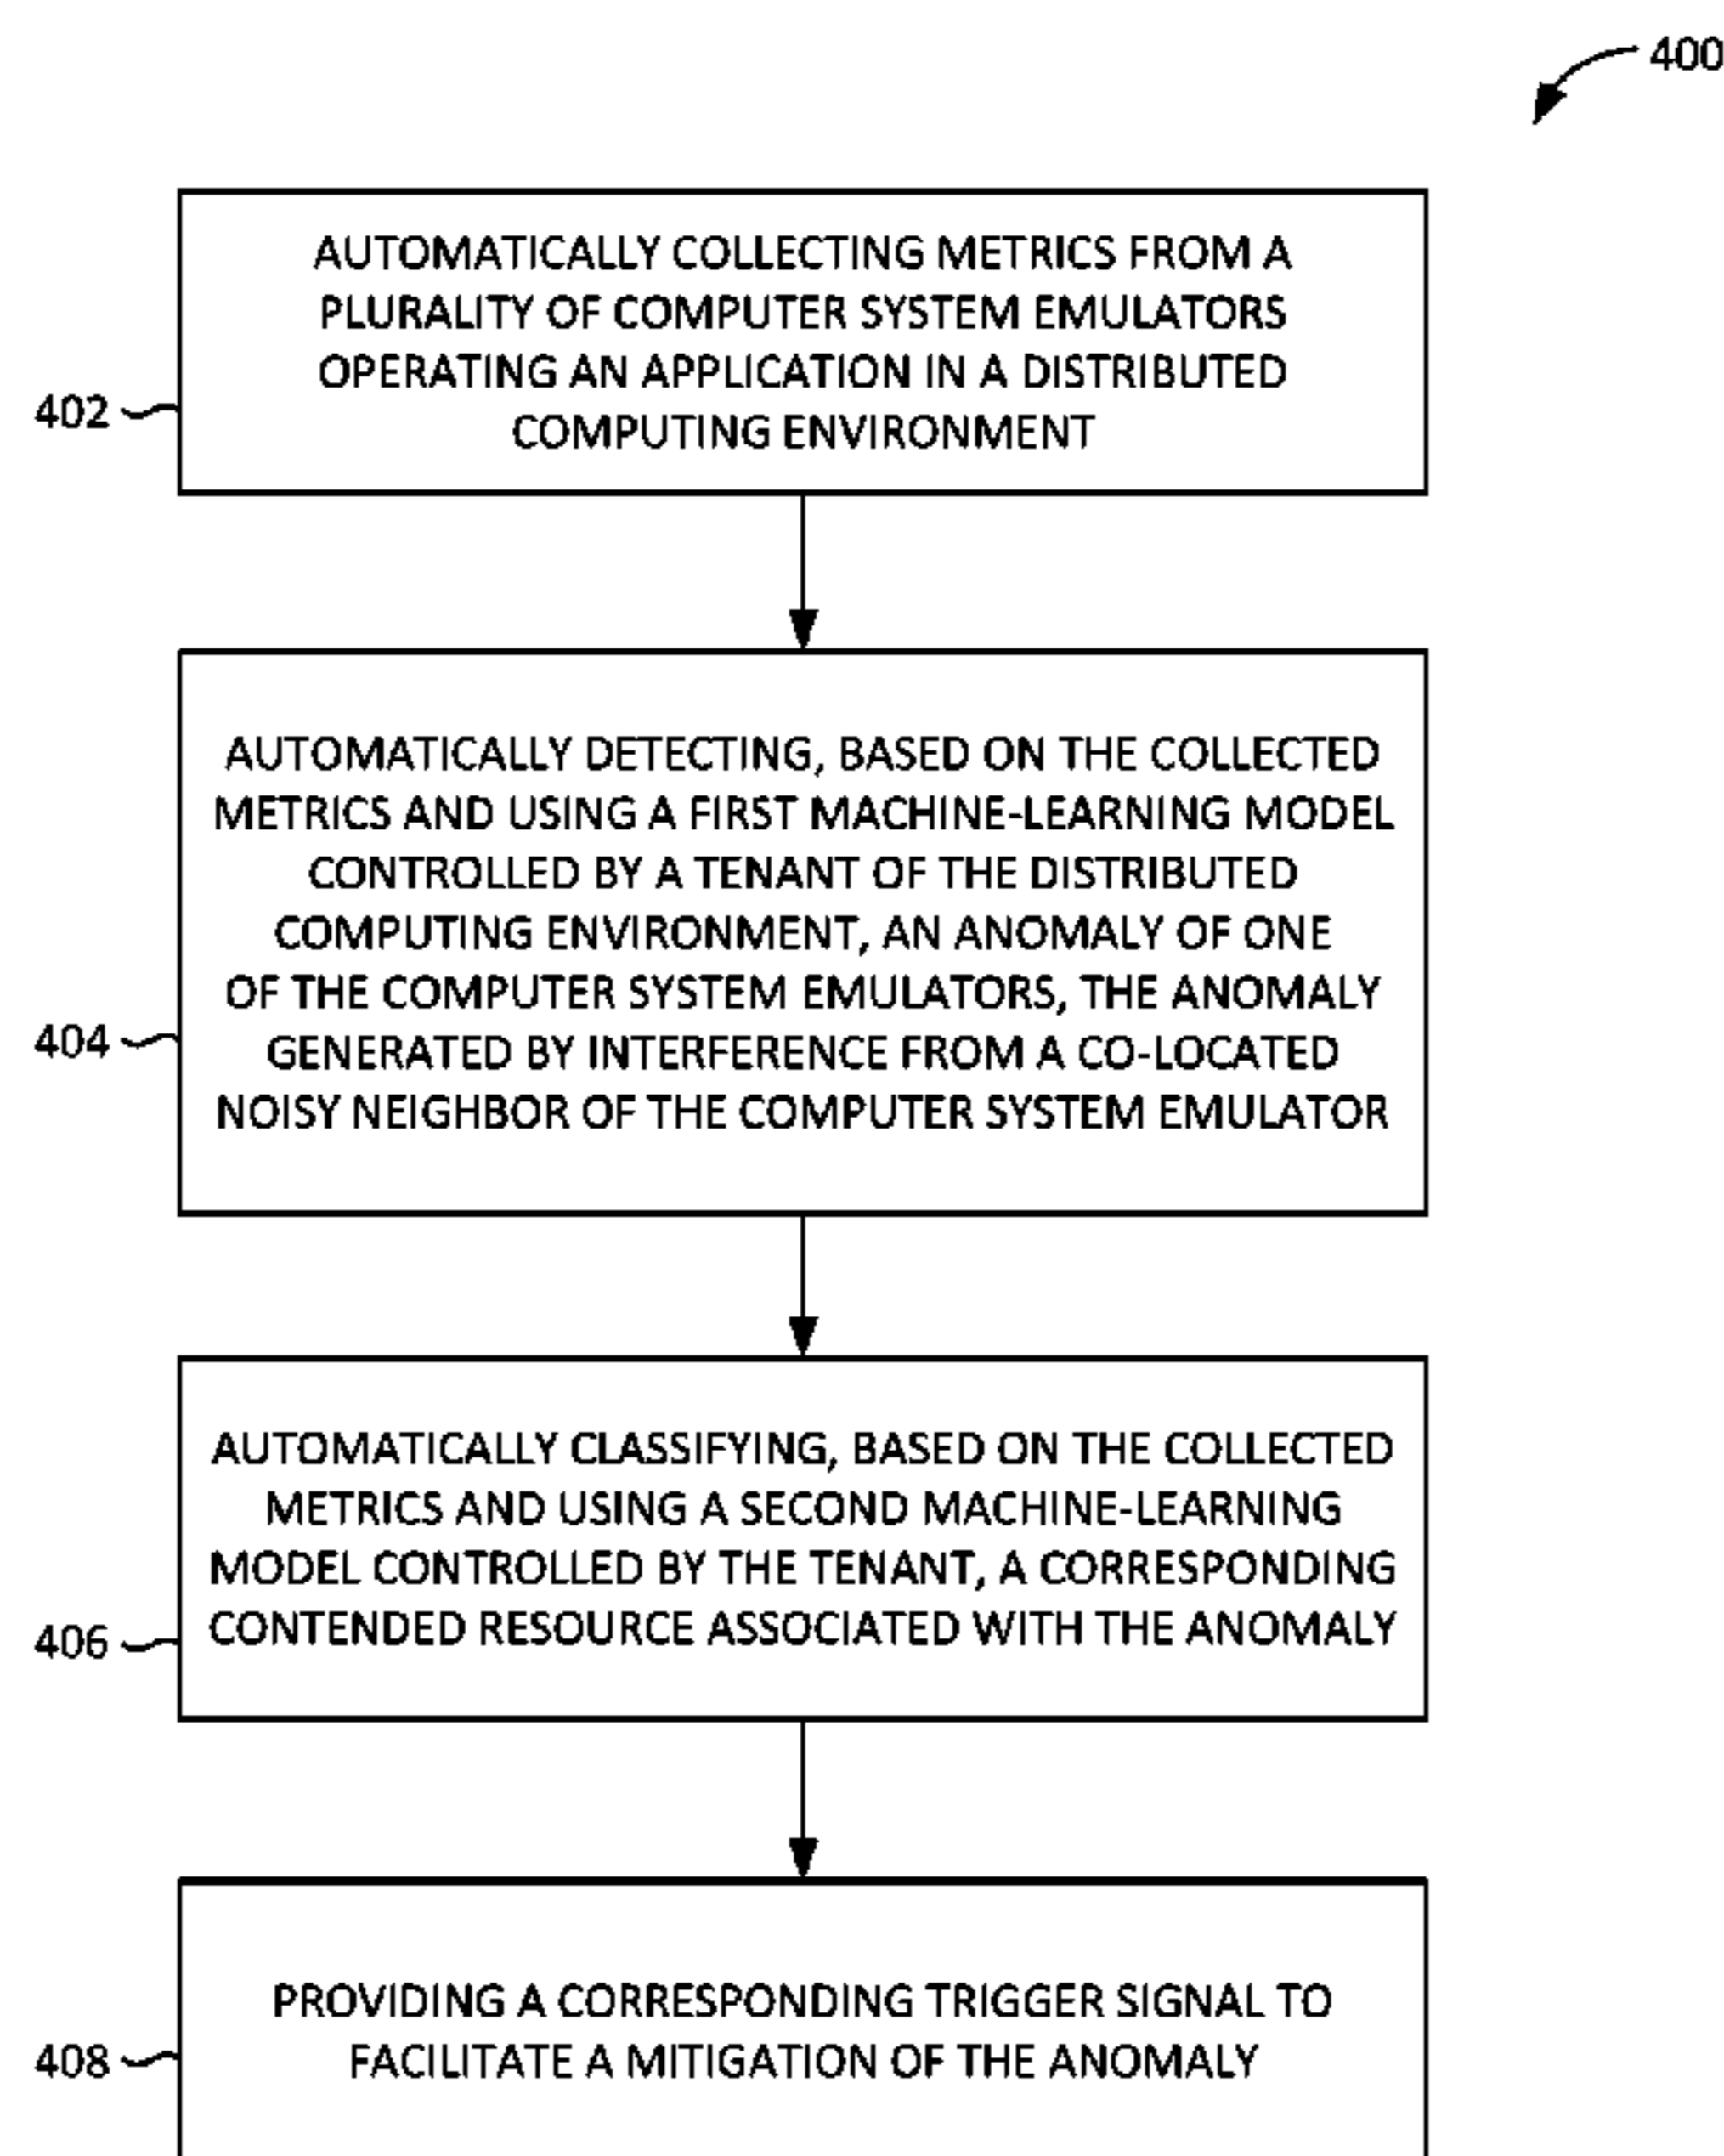 400
AUTOMATICALLY COLLECTING METRICS FROM A
PLURALITY OF COMPUTER SYSTEM EMULATORS
OPERATING AN APPLICATION IN A DISTRIBUTED
COMPUTING ENVIRONMENT
402
AUTOMATICALLY DETECTING, BASED ON THE COLLECTED
METRICS AND USING A FIRST MACHINE-LEARNING MODEL
CONTROLLED BY A TENANT OF THE DISTRIBUTED
COMPUTING ENVIRONMENT, AN ANOMALY OF ONE
OF THE COMPUTER SYSTEM EMULATORS, THE ANOMALY
GENERATED BY INTERFERENCE FROM A CO-LOCATED
NOISY NEIGHBOR OF THE COMPUTER SYSTEM EMULATOR
404
AUTOMATICALLY CLASSIFYING, BASED ON THE COLLECTED
METRICS AND USING A SECOND MACHINE-LEARNING
MODEL CONTROLLED BY THE TENANT, A CORRESPONDING
CONTENDED RESOURCE ASSOCIATED WITH THE ANOMALY
406
PROVIDING A CORRESPONDING TRIGGER SIGNAL TO
FACILITATE A MITIGATION OF THE ANOMALY
408